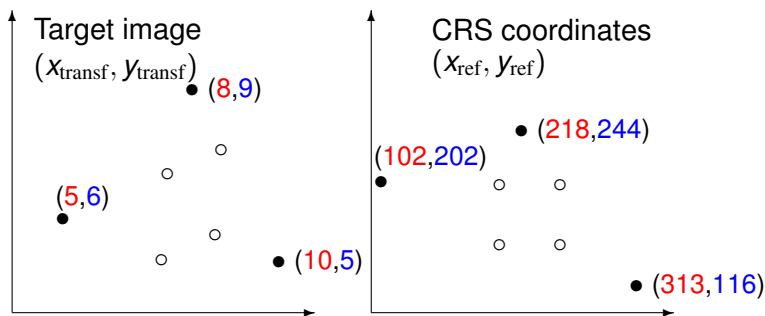 Target image
(x_transf, y_transf)
(8,9)
(5,6)
(10,5)
CRS coordinates
(x_ref, y_ref)
(218,244)
(102,202)
(313,116)